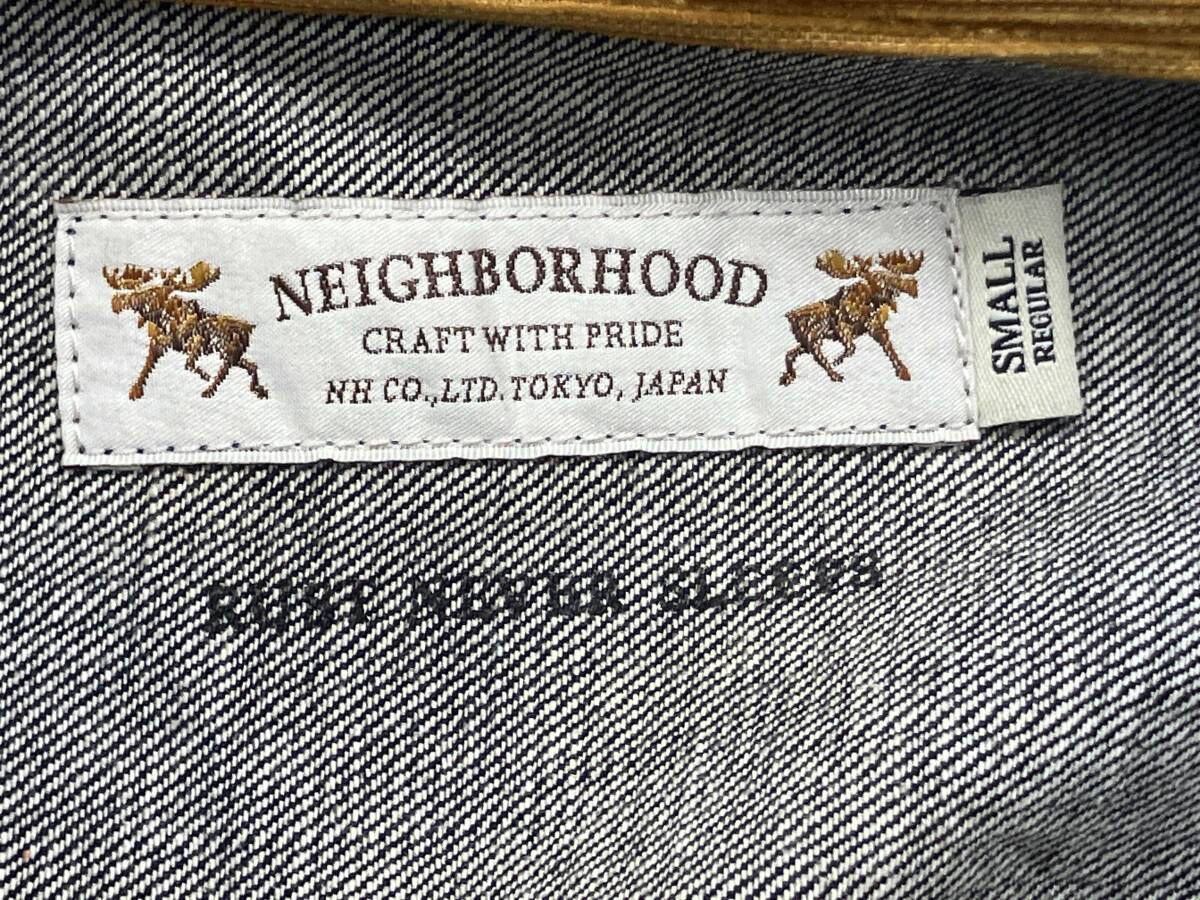 NEIGHBORHOOD
CRAFT WITH PRIDE
NH CO.,LTD. TOKYO, JAPAN
SMALL
REGULAR
RUST NEVER SLEEPS